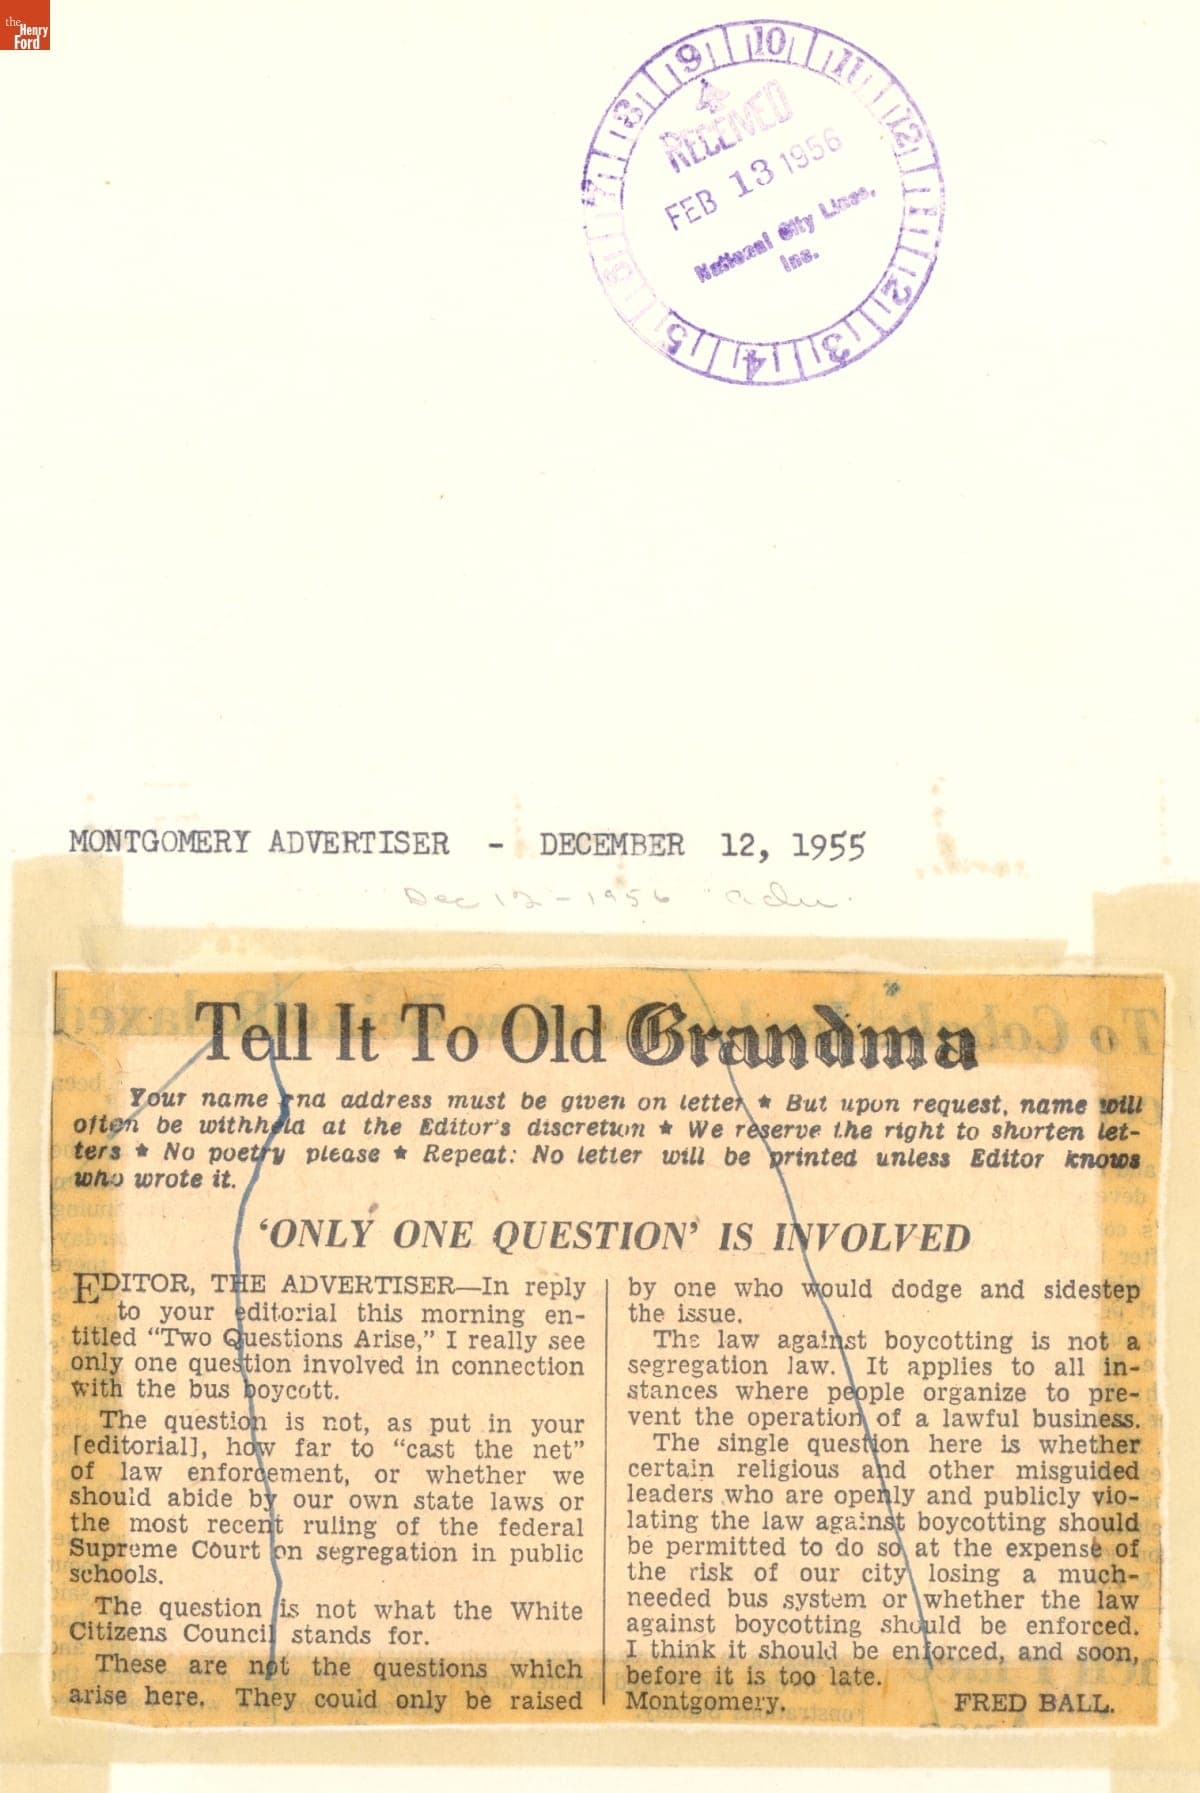 the
Henry
Ford
9 10 11 12 1 2 3 4 5 6 7 8
RECEIVED
FEB 13 1956
National City Lines,
Inc.
MONTGOMERY ADVERTISER - DECEMBER 12, 1955
Dec 12 - 1956 Adv.
Tell It To Old Grandma
Your name and address must be given on letter ★ But upon request, name will
often be withheld at the Editor's discretion ★ We reserve the right to shorten let-
ters ★ No poetry please ★ Repeat: No letter will be printed unless Editor knows
who wrote it.
'ONLY ONE QUESTION' IS INVOLVED
EDITOR, THE ADVERTISER—In reply
to your editorial this morning en-
titled "Two Questions Arise," I really see
only one question involved in connection
with the bus boycott.
The question is not, as put in your
[editorial], how far to "cast the net"
of law enforcement, or whether we
should abide by our own state laws or
the most recent ruling of the federal
Supreme Court on segregation in public
schools.
The question is not what the White
Citizens Council stands for.
These are not the questions which
arise here. They could only be raised
by one who would dodge and sidestep
the issue.
The law against boycotting is not a
segregation law. It applies to all in-
stances where people organize to pre-
vent the operation of a lawful business.
The single question here is whether
certain religious and other misguided
leaders who are openly and publicly vio-
lating the law against boycotting should
be permitted to do so at the expense of
the risk of our city losing a much-
needed bus system or whether the law
against boycotting should be enforced.
I think it should be enforced, and soon,
before it is too late.
Montgomery. FRED BALL.